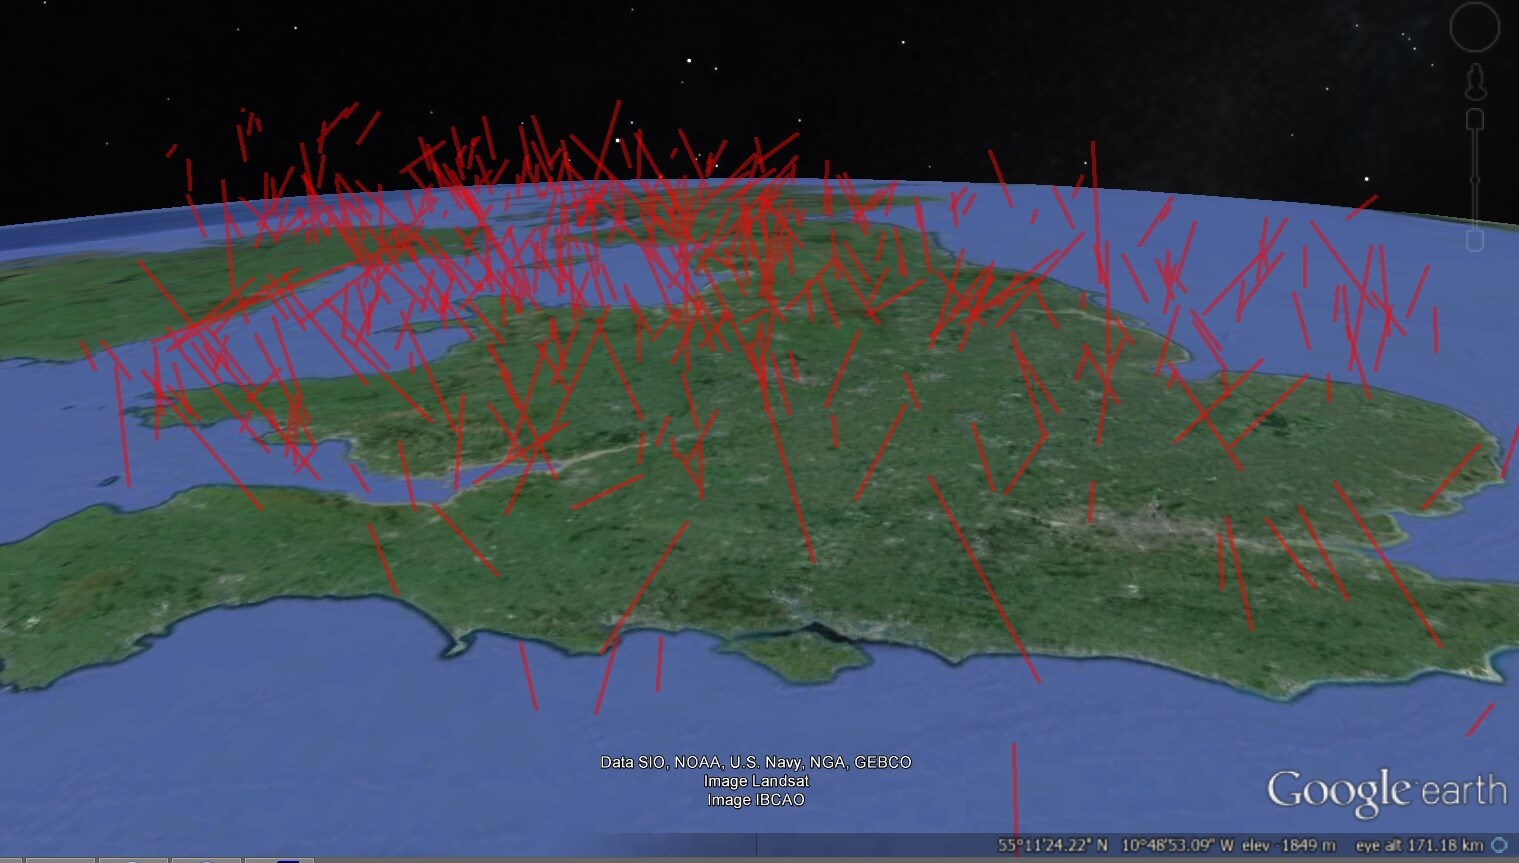 Data SIO, NOAA, U.S. Navy, NGA, GEBCO
Image Landsat
Image IBCAO
Google earth
55°11'24.22" N 10°48'53.09" W elev -1849 m eye alt 171.18 km